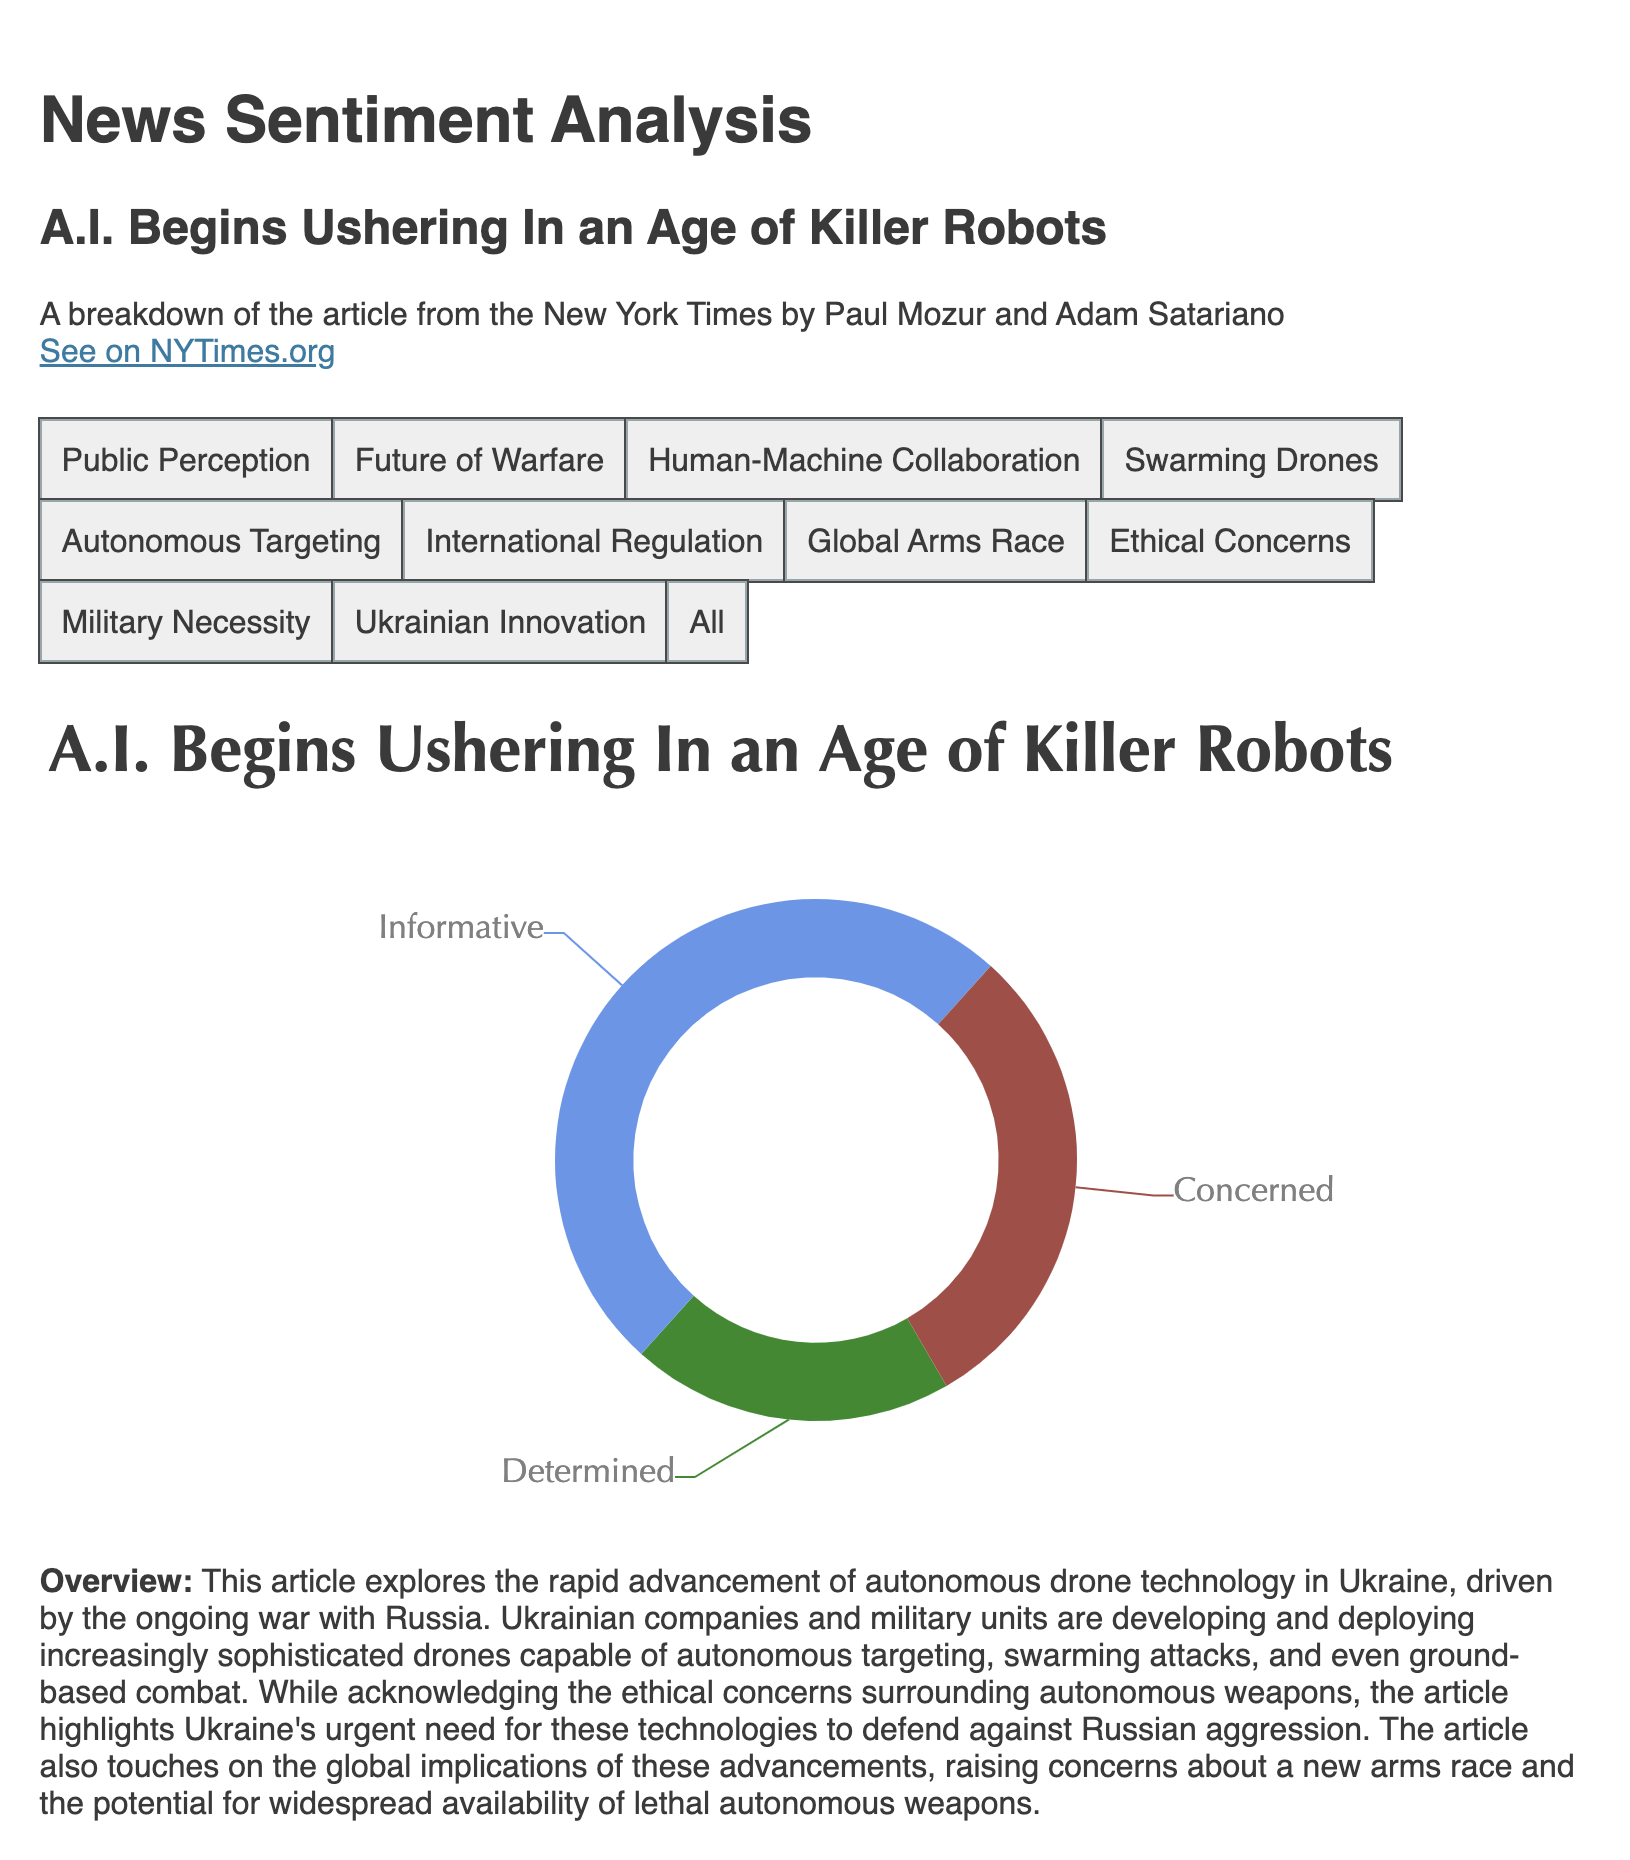 News Sentiment Analysis
A.I. Begins Ushering In an Age of Killer Robots
A breakdown of the article from the New York Times by Paul Mozur and Adam Satariano
See on NYTimes.org
Public Perception Future of Warfare Human-Machine Collaboration Swarming Drones
Autonomous Targeting International Regulation Global Arms Race Ethical Concerns
Military Necessity Ukrainian Innovation All
A.I. Begins Ushering In an Age of Killer Robots
Informative
Concerned
Determined
Overview: This article explores the rapid advancement of autonomous drone technology in Ukraine, driven
by the ongoing war with Russia. Ukrainian companies and military units are developing and deploying
increasingly sophisticated drones capable of autonomous targeting, swarming attacks, and even ground-
based combat. While acknowledging the ethical concerns surrounding autonomous weapons, the article
highlights Ukraine's urgent need for these technologies to defend against Russian aggression. The article
also touches on the global implications of these advancements, raising concerns about a new arms race and
the potential for widespread availability of lethal autonomous weapons.